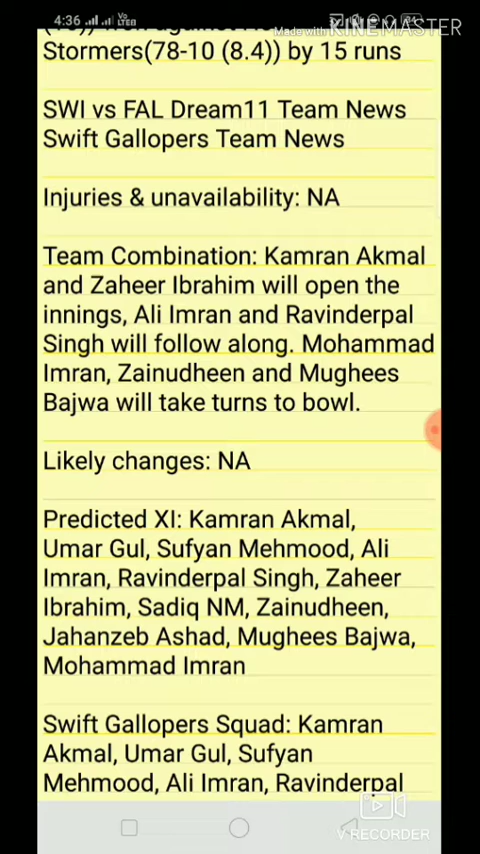 4:36
Made with KINEMASTER
Stormers(78-10 (8.4)) by 15 runs
SWI vs FAL Dream11 Team News
Swift Gallopers Team News
Injuries & unavailability: NA
Team Combination: Kamran Akmal
and Zaheer Ibrahim will open the
innings, Ali Imran and Ravinderpal
Singh will follow along. Mohammad
Imran, Zainudheen and Mughees
Bajwa will take turns to bowl.
Likely changes: NA
Predicted XI: Kamran Akmal,
Umar Gul, Sufyan Mehmood, Ali
Imran, Ravinderpal Singh, Zaheer
Ibrahim, Sadiq NM, Zainudheen,
Jahanzeb Ashad, Mughees Bajwa,
Mohammad Imran
Swift Gallopers Squad: Kamran
Akmal, Umar Gul, Sufyan
Mehmood, Ali Imran, Ravinderpal
V-RECORDER